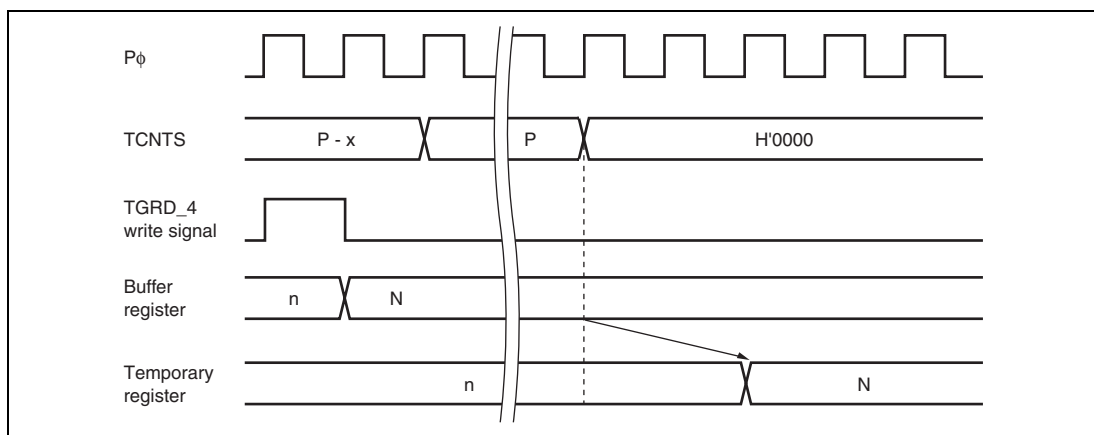 Pϕ
TCNTS
P - x
P
H'0000
TGRD_4
write signal
Buffer
register
n
N
Temporary
register
n
N